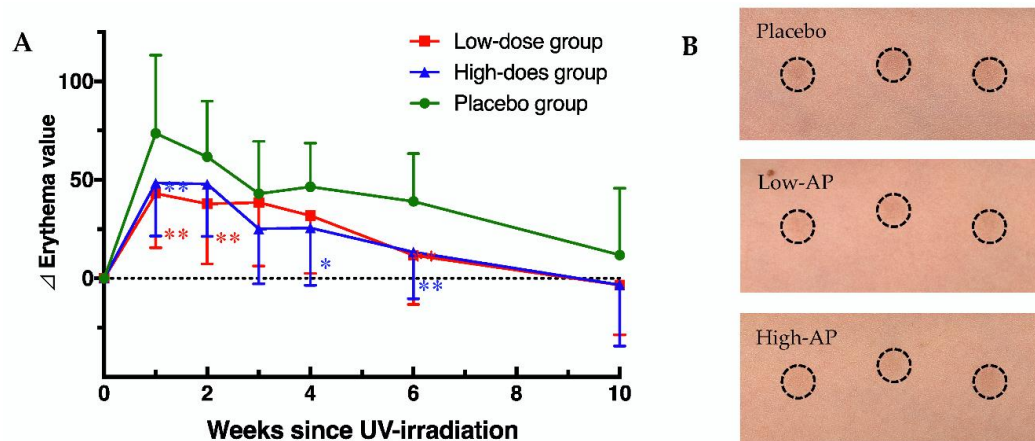 A
Low-dose group
High-does group
Placebo group
100
50
0
⊿ Erythema value
**
**
**
*
**
**
0
2
4
6
8
10
Weeks since UV-irradiation
B
Placebo
Low-AP
High-AP